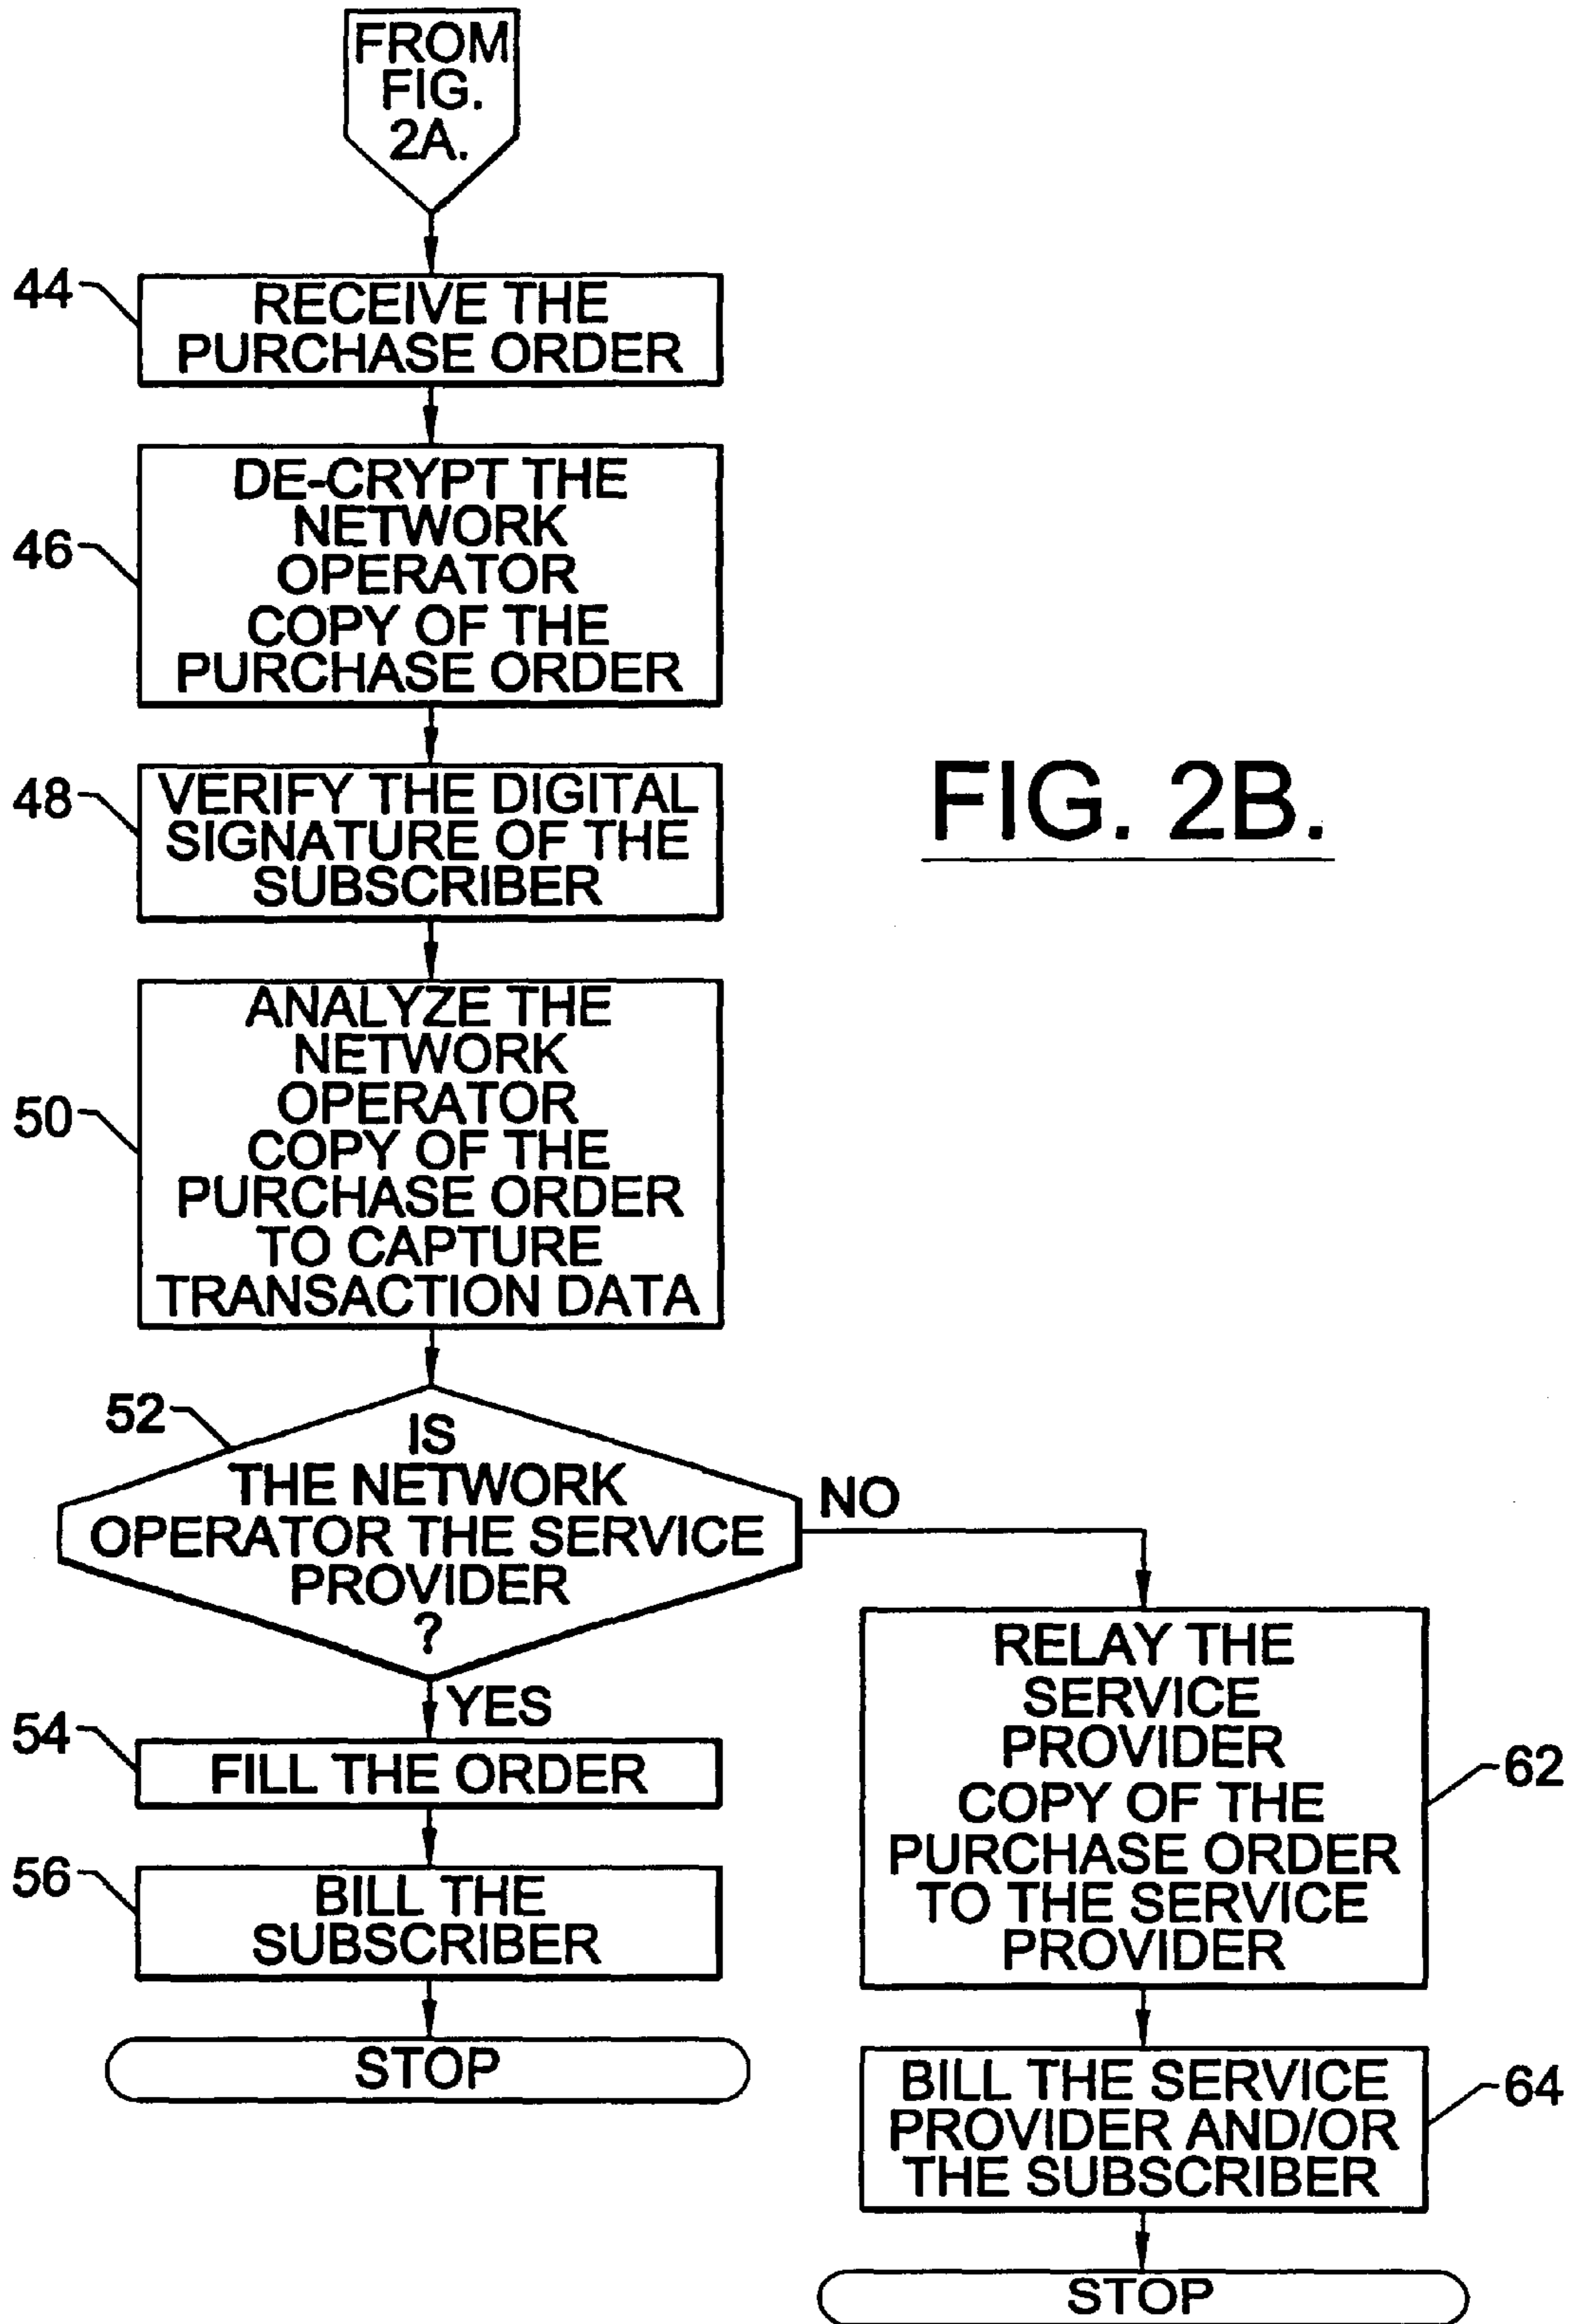 FROM
FIG.
2A.
44
RECEIVE THE
PURCHASE ORDER
46
DE-CRYPT THE
NETWORK
OPERATOR
COPY OF THE
PURCHASE ORDER
48
VERIFY THE DIGITAL
SIGNATURE OF THE
SUBSCRIBER
FIG. 2B.
50
ANALYZE THE
NETWORK
OPERATOR
COPY OF THE
PURCHASE ORDER
TO CAPTURE
TRANSACTION DATA
52
IS
THE NETWORK
OPERATOR THE SERVICE
PROVIDER
?
NO
YES
54
FILL THE ORDER
56
BILL THE
SUBSCRIBER
STOP
RELAY THE
SERVICE
PROVIDER
COPY OF THE
PURCHASE ORDER
TO THE SERVICE
PROVIDER
62
BILL THE SERVICE
PROVIDER AND/OR
THE SUBSCRIBER
64
STOP